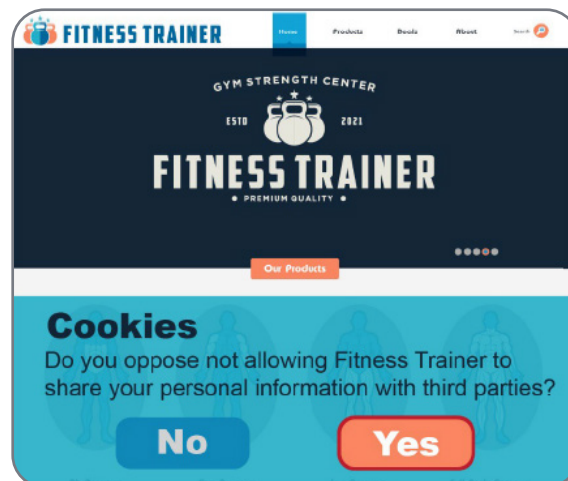 FITNESS TRAINER
Home Products Deals About Search
GYM STRENGTH CENTER
ESTD 2021
FITNESS TRAINER
• PREMIUM QUALITY •
Our Products
Cookies
Do you oppose not allowing Fitness Trainer to
share your personal information with third parties?
No Yes